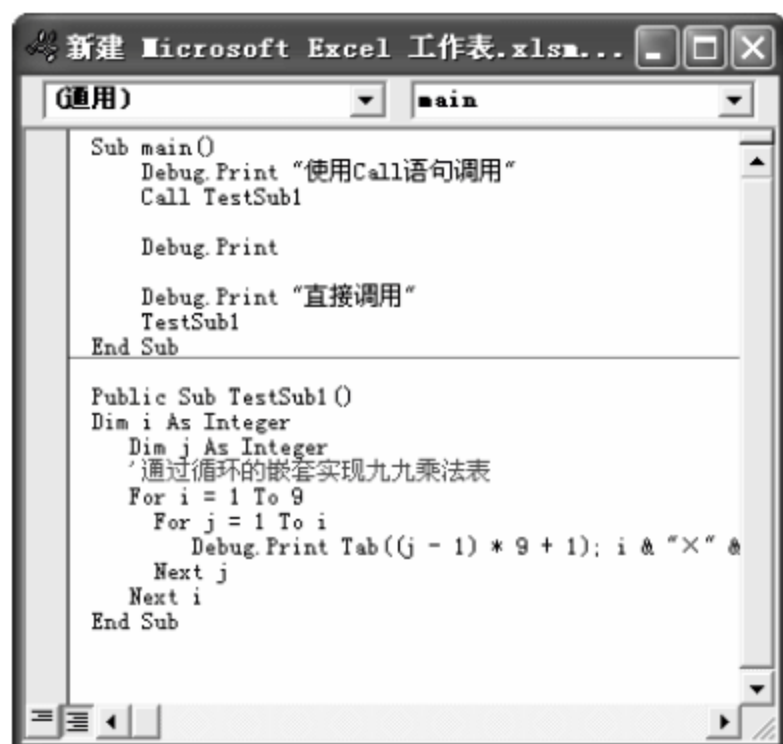 新建 Microsoft Excel 工作表.xlsm...
(通用) main
Sub main()
Debug.Print "使用Call语句调用"
Call TestSub1
Debug.Print
Debug.Print "直接调用"
TestSub1
End Sub
Public Sub TestSub1()
Dim i As Integer
Dim j As Integer
'通过循环的嵌套实现九九乘法表
For i = 1 To 9
For j = 1 To i
Debug.Print Tab((j - 1) * 9 + 1); i & "×" &
Next j
Next i
End Sub